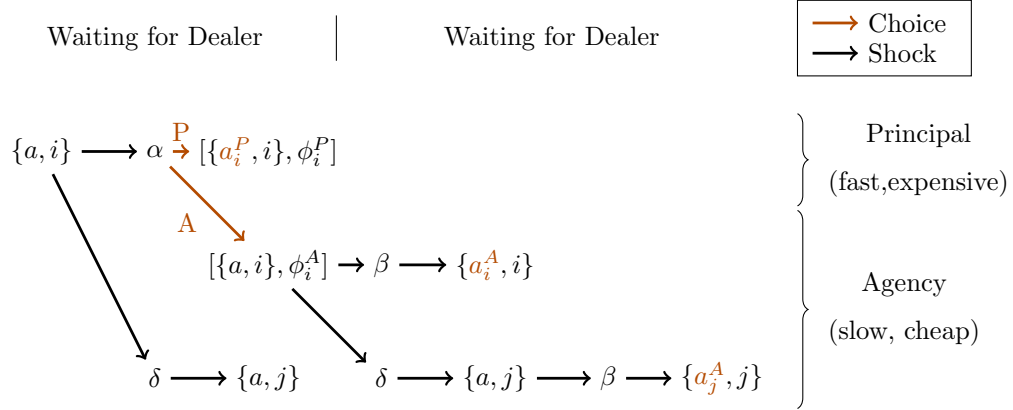 Waiting for Dealer | Waiting for Dealer
Choice
Shock
{a, i} α P [{a_i^P, i}, ϕ_i^P]
Principal
(fast,expensive)
A
[{a, i}, ϕ_i^A] β {a_i^A, i}
Agency
(slow, cheap)
δ {a, j} δ {a, j} β {a_j^A, j}